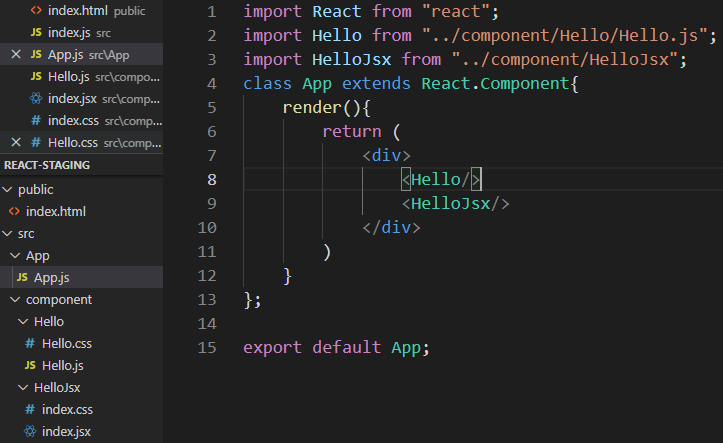 index.html public
JS index.js src
JS App.js src\App
JS Hello.js src\compo...
index.jsx src\comp...
# index.css src\comp...
# Hello.css src\comp...
REACT-STAGING
public
index.html
src
App
JS App.js
component
Hello
# Hello.css
JS Hello.js
HelloJsx
# index.css
index.jsx
1 import React from "react";
2 import Hello from "../component/Hello/Hello.js";
3 import HelloJsx from "../component/HelloJsx";
4 class App extends React.Component{
5 render(){
6 return (
7 <div>
8 <Hello/>
9 <HelloJsx/>
10 </div>
11 )
12 }
13 };
14
15 export default App;